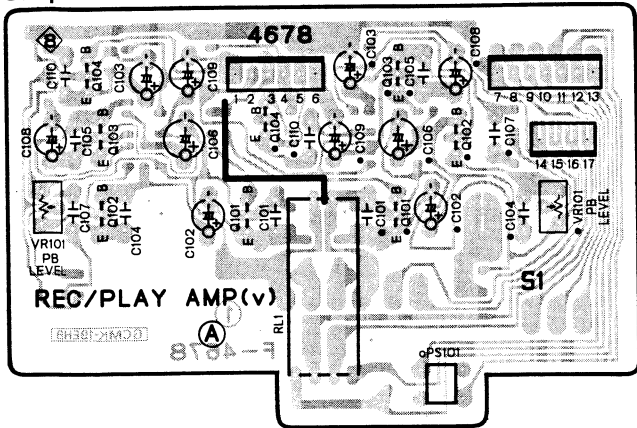 B
4678
C110
Q104
B
E
C103
C109
1 2 3 4 5 6
C103
Q103
B
E
C105
C108
7 8 9 10 11 12 13
C108
C105
Q103
B
E
C106
Q104
B
E
C110
C109
C106
Q102
B
E
C107
14 15 16 17
VR101
PB
LEVEL
C107
Q102
B
E
C104
C102
Q101
B
E
C101
C101
Q101
B
E
C102
C104
VR101
PB
LEVEL
S1
REC/PLAY AMP(v)
RL1
1
A
F-4678
PS101